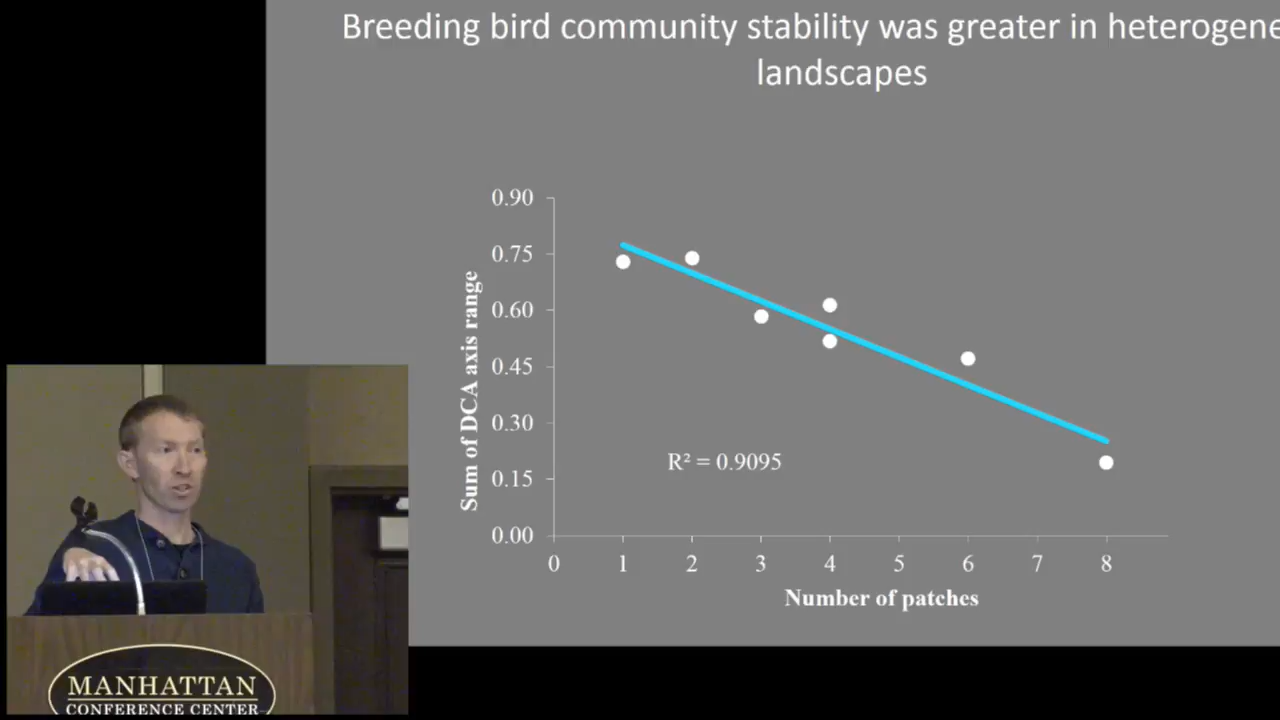 Breeding bird community stability was greater in heterogene
landscapes
0.90
0.75
0.60
0.45
0.30
0.15
0.00
Sum of DCA axis range
R² = 0.9095
0 1 2 3 4 5 6 7 8
Number of patches
MANHATTAN
CONFERENCE CENTER